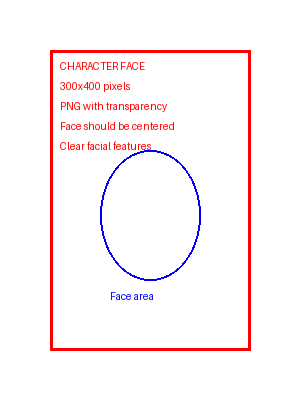 CHARACTER FACE
300x400 pixels
PNG with transparency
Face should be centered
Clear facial features
Face area